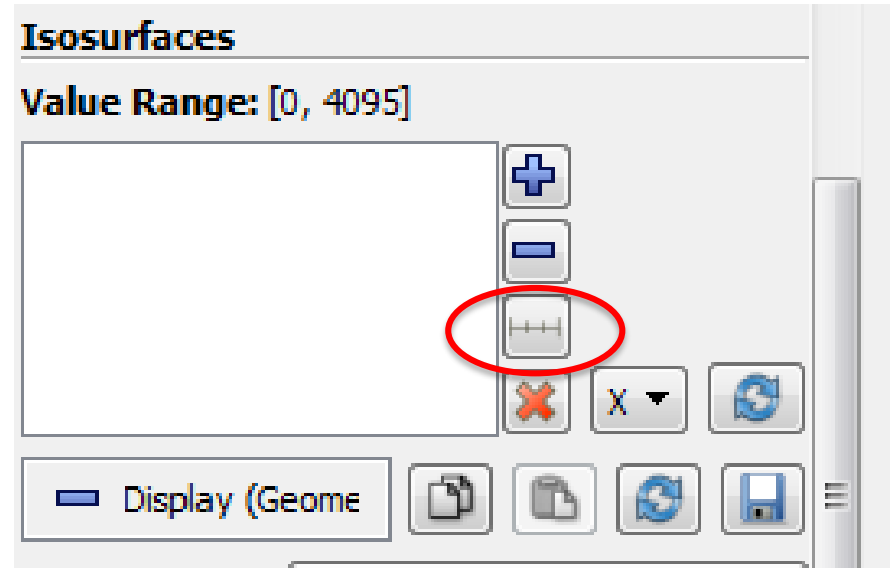 Isosurfaces
Value Range: [0, 4095]
X
Display (Geome